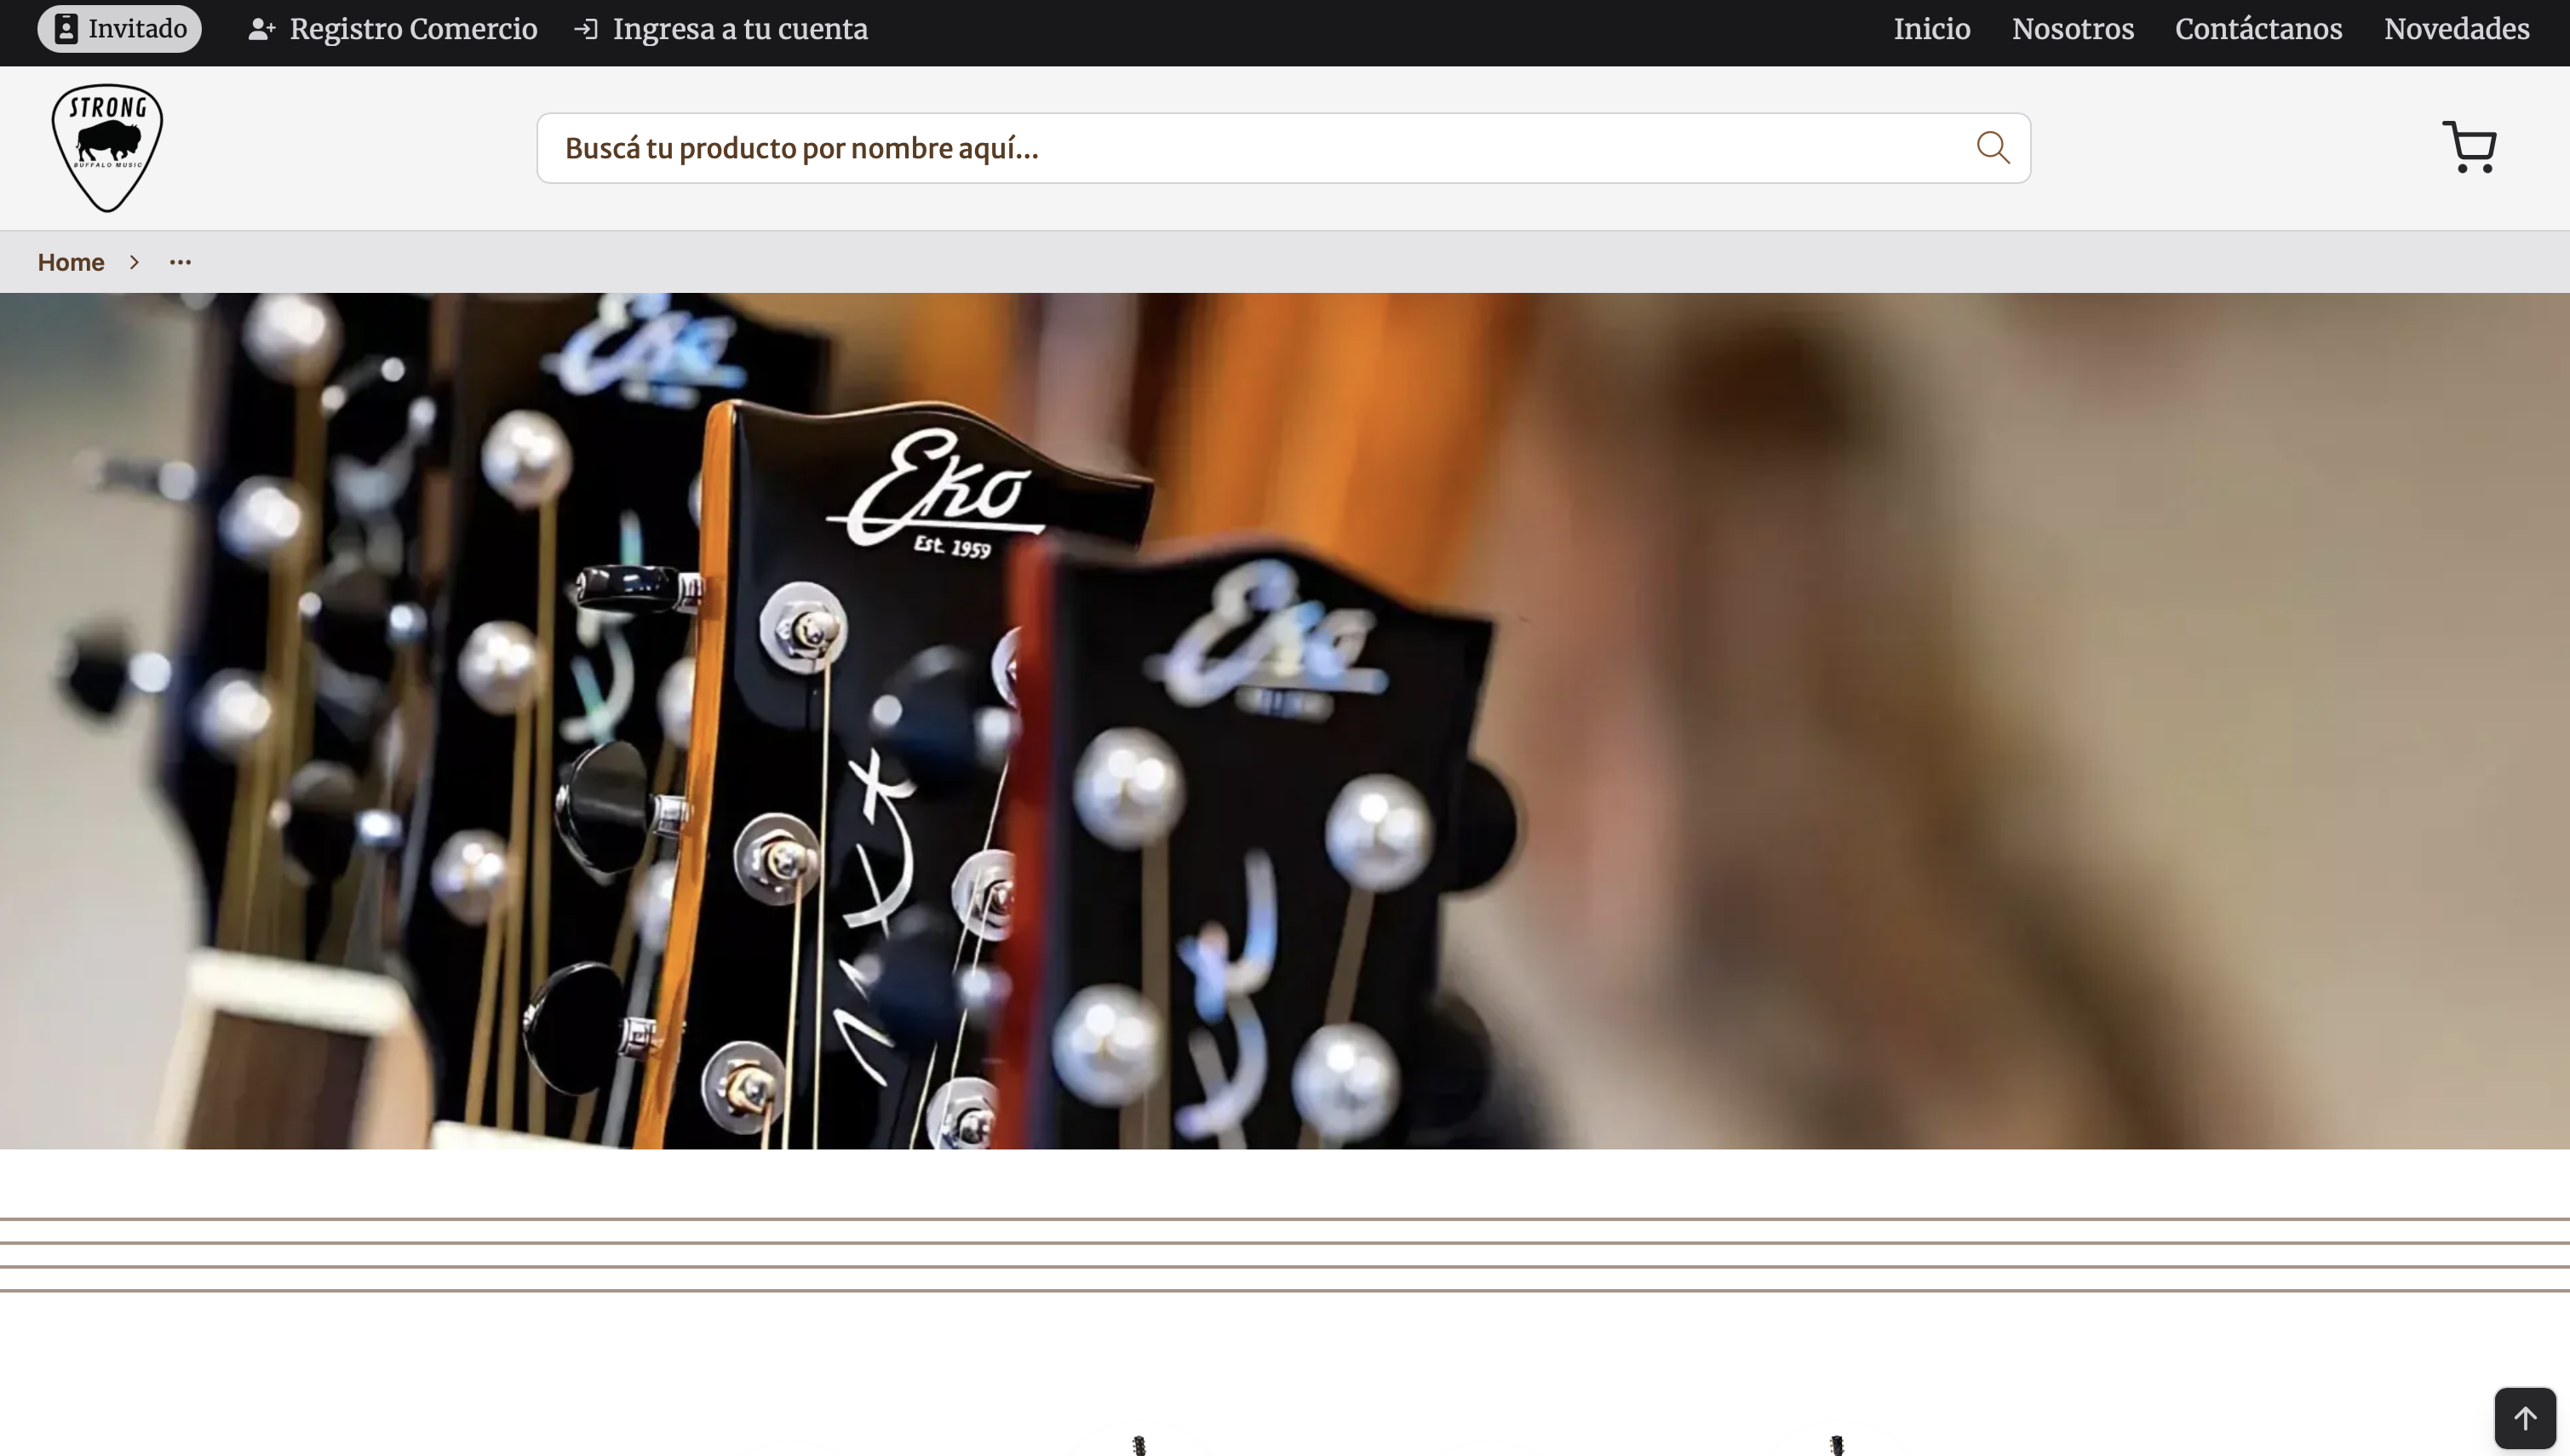 Invitado
Registro Comercio
Ingresa a tu cuenta
Inicio
Nosotros
Contáctanos
Novedades
STRONG
BUFFALO MUSIC
Buscá tu producto por nombre aquí...
Home
Eko
Eko
Est. 1959
Eko
NXT